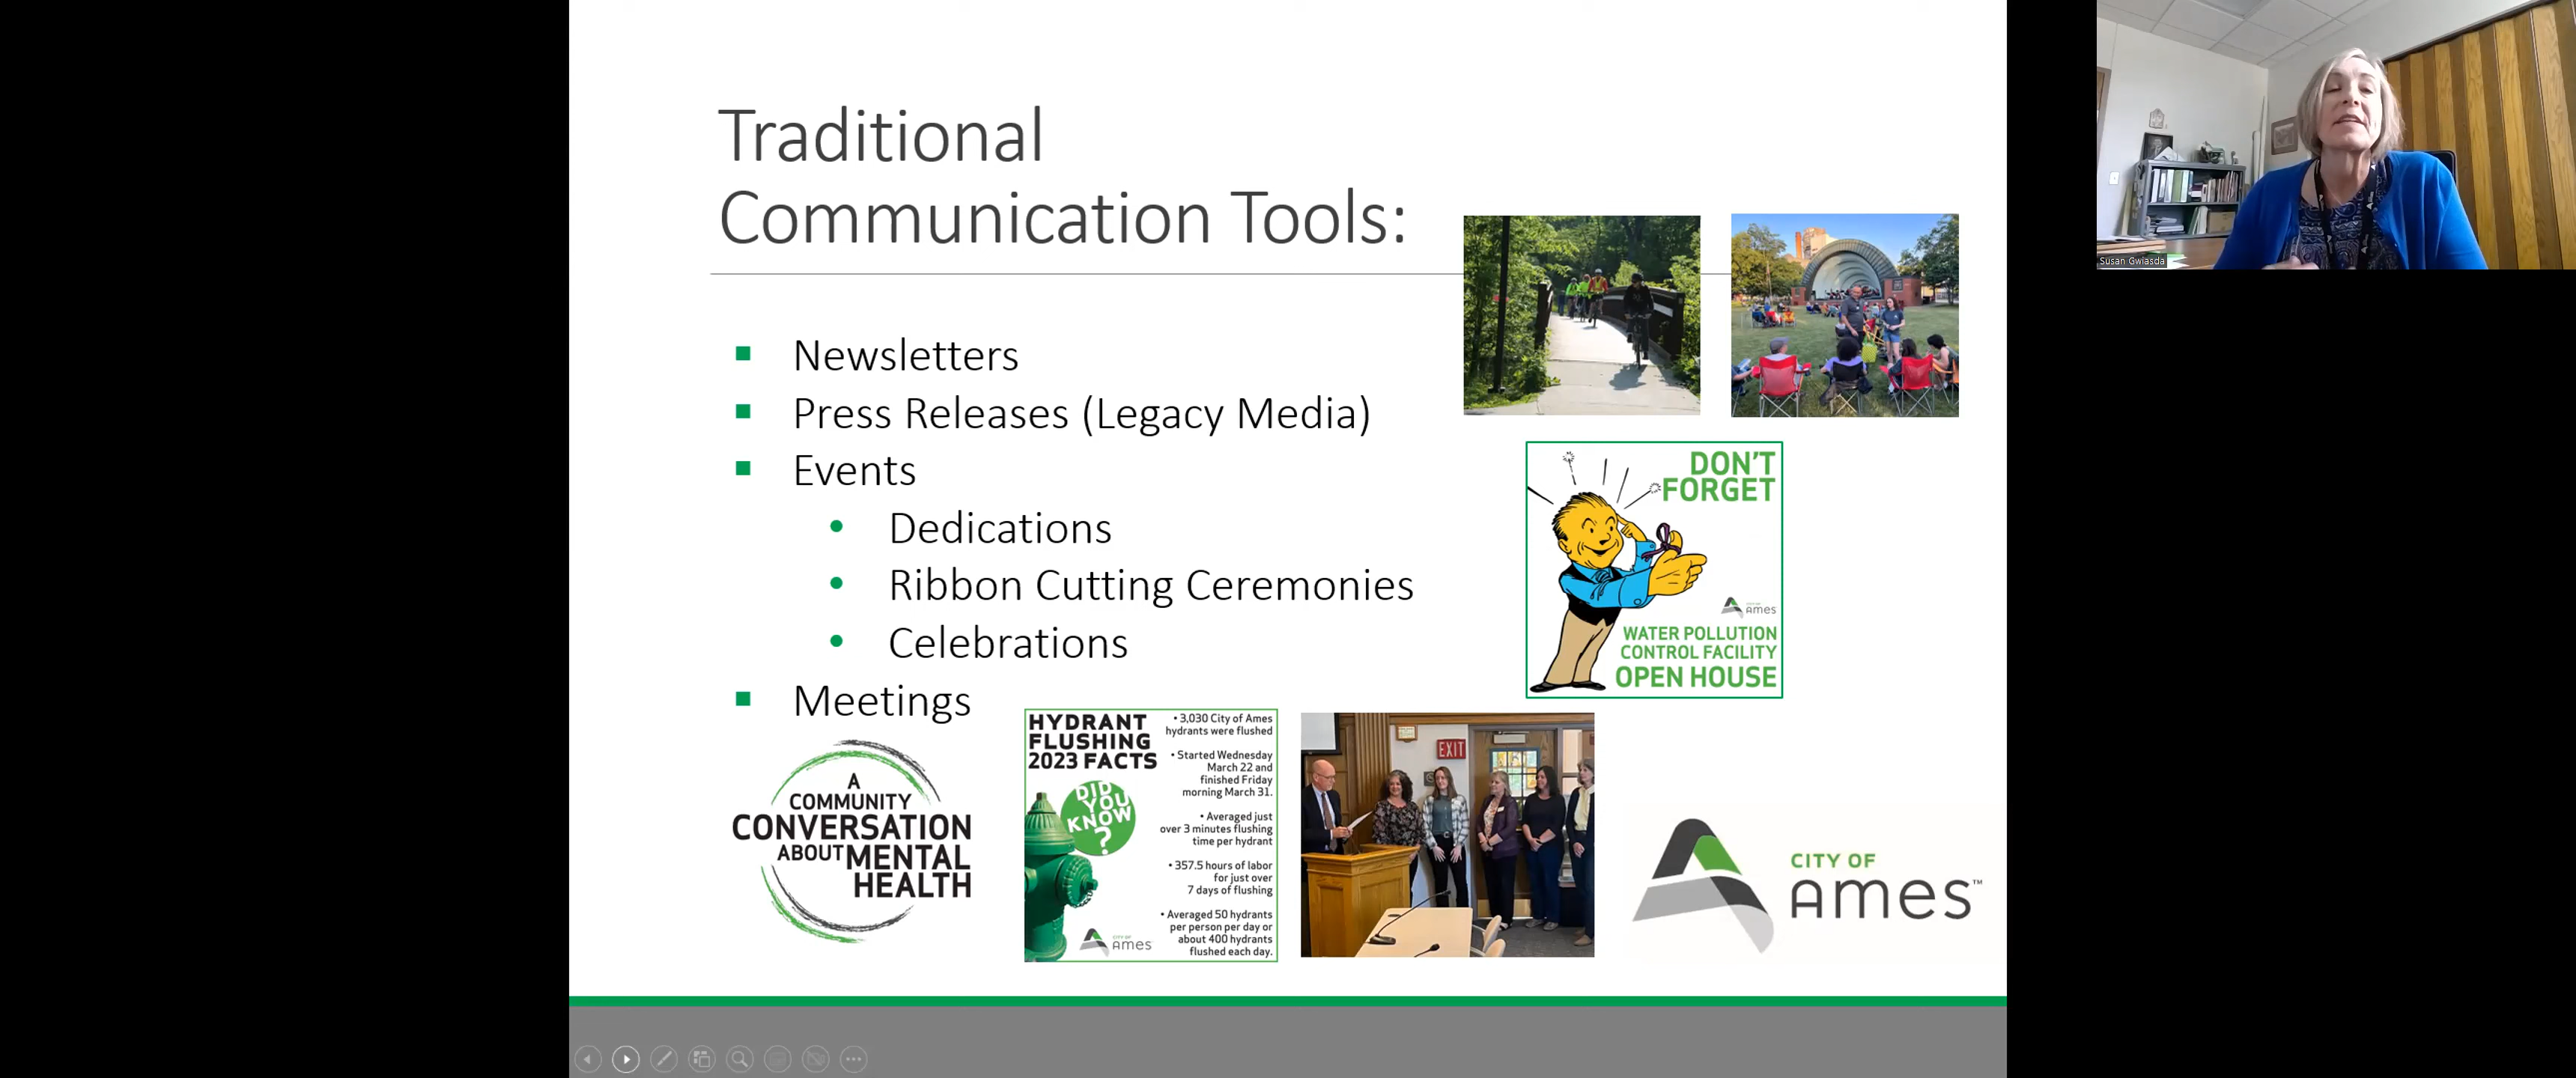 Traditional
Communication Tools:
Newsletters
Press Releases (Legacy Media)
Events
Dedications
Ribbon Cutting Ceremonies
Celebrations
Meetings
DON'T
FORGET
CITY OF
Ames
WATER POLLUTION
CONTROL FACILITY
OPEN HOUSE
A
COMMUNITY
CONVERSATION
ABOUT MENTAL
HEALTH
HYDRANT
FLUSHING
2023 FACTS
DID
YOU
KNOW
?
• 3,030 City of Ames
hydrants were flushed
• Started Wednesday
March 22 and
finished Friday
morning March 31.
• Averaged just
over 3 minutes flushing
time per hydrant
• 357.5 hours of labor
for just over
7 days of flushing
• Averaged 50 hydrants
per person per day or
about 400 hydrants
flushed each day.
CITY OF
Ames
EXIT
CITY OF
Ames™
Susan Gwiasda